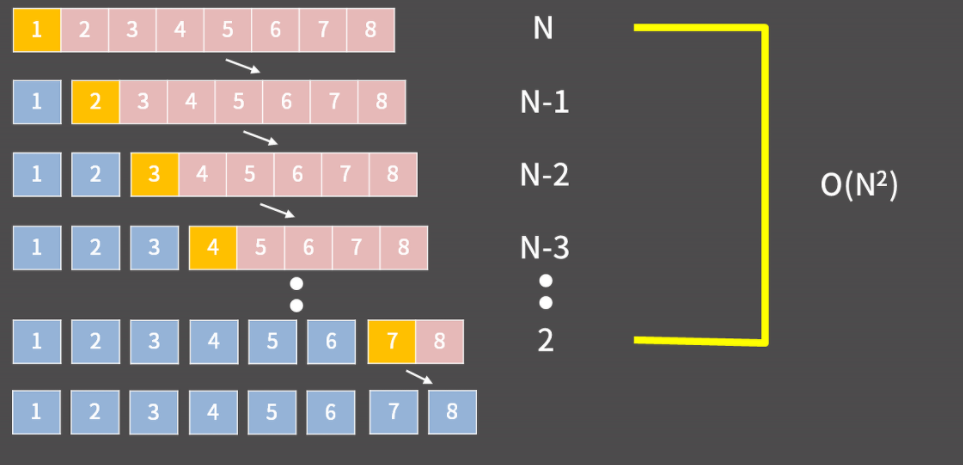 1 2 3 4 5 6 7 8 N
1 2 3 4 5 6 7 8 N-1
1 2 3 4 5 6 7 8 N-2
O(N²)
1 2 3 4 5 6 7 8 N-3
1 2 3 4 5 6 7 8 2
1 2 3 4 5 6 7 8